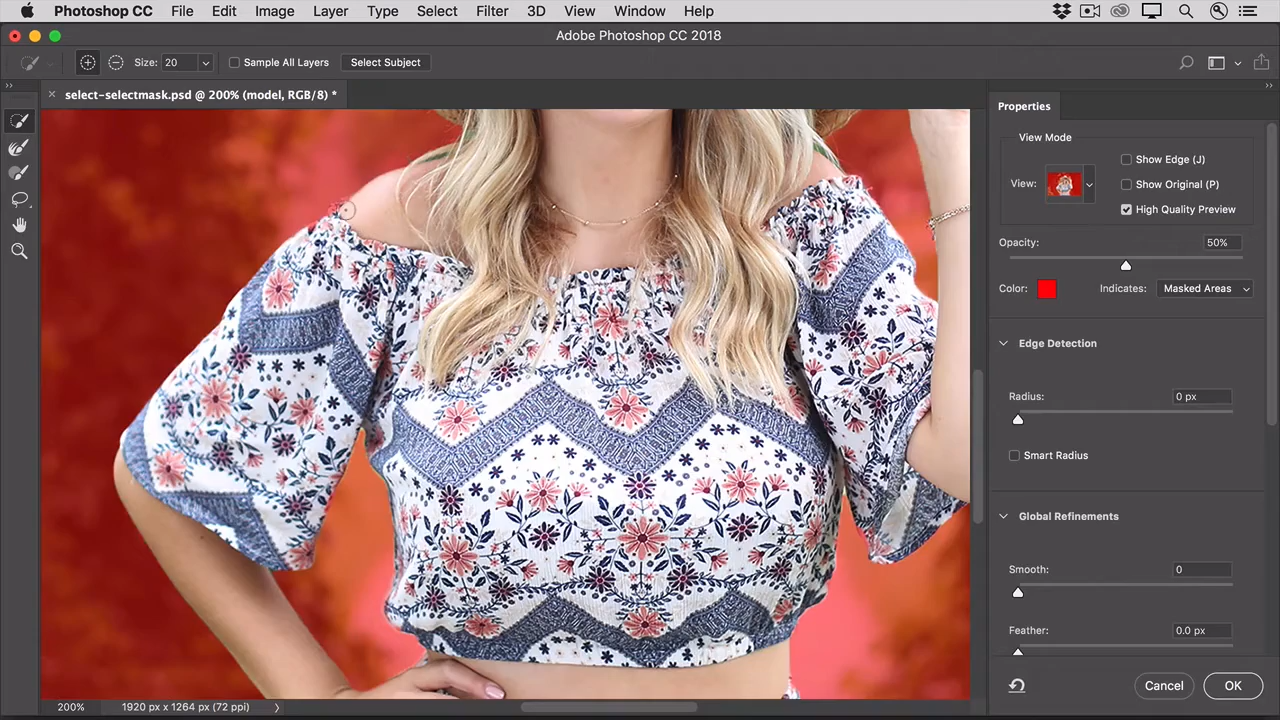 Photoshop CC File Edit Image Layer Type Select Filter 3D View Window Help
Adobe Photoshop CC 2018
Size: 20 Sample All Layers Select Subject
select-selectmask.psd @ 200% (model, RGB/8) *
Properties
View Mode
View:
Show Edge (J)
Show Original (P)
High Quality Preview
Opacity: 50%
Color: Indicates: Masked Areas
Edge Detection
Radius: 0 px
Smart Radius
Global Refinements
Smooth: 0
Feather: 0.0 px
Cancel OK
200% 1920 px x 1264 px (72 ppi)